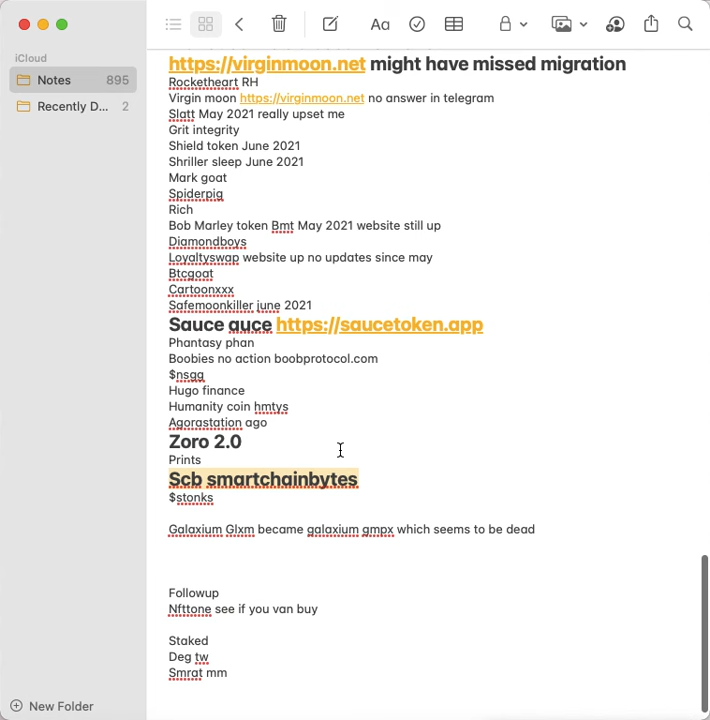 iCloud
Notes 895
Recently D... 2
New Folder
Aa
https://virginmoon.net might have missed migration
Rocketheart RH
Virgin moon https://virginmoon.net no answer in telegram
Slatt May 2021 really upset me
Grit integrity
Shield token June 2021
Shriller sleep June 2021
Mark goat
Spiderpig
Rich
Bob Marley token Bmt May 2021 website still up
Diamondboys
Loyaltyswap website up no updates since may
Btcgoat
Cartoonxxx
Safemoonkiller june 2021
Sauce auce https://saucetoken.app
Phantasy phan
Boobies no action boobprotocol.com
$nsgg
Hugo finance
Humanity coin hmtys
Agorastation ago
Zoro 2.0
Prints
Scb smartchainbytes
$stonks
Galaxium Glxm became galaxium gmpx which seems to be dead
Followup
Nfttone see if you van buy
Staked
Deg tw
Smrat mm